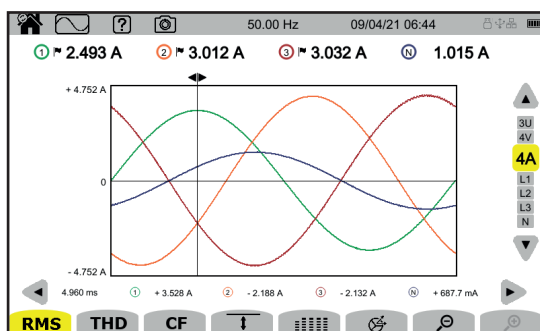 ? 50.00 Hz 09/04/21 06:44
1 2.493 A 2 3.012 A 3 3.032 A N 1.015 A
+ 4.752 A
0
- 4.752 A
3U
4V
4A
L1
L2
L3
N
4.960 ms 1 + 3.528 A 2 - 2.188 A 3 - 2.132 A N + 687.7 mA
RMS THD CF